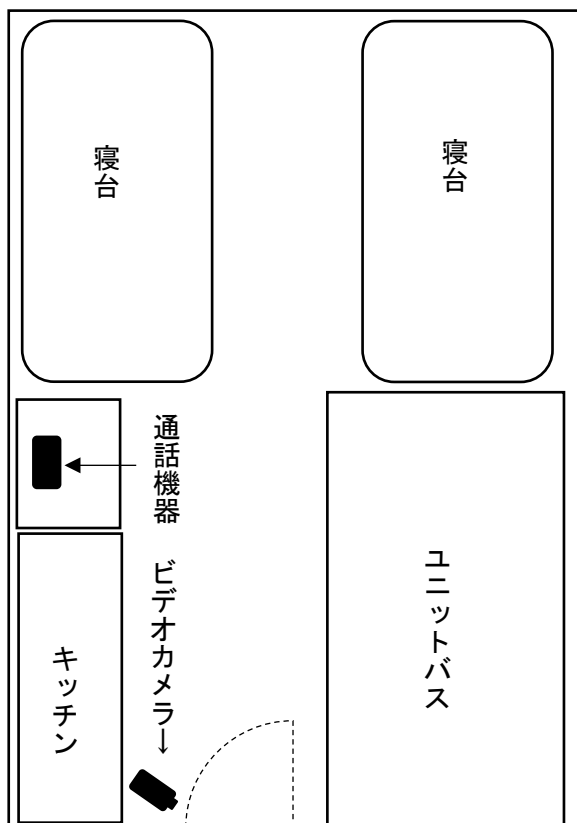 寝台
寝台
通話機器
ビデオカメラ→
キッチン
ユニットバス